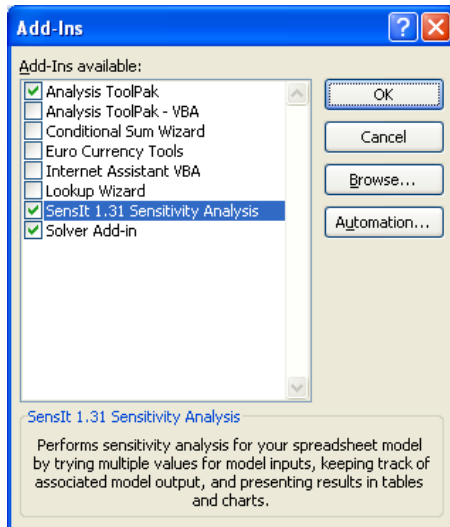 Add-Ins
?
Add-Ins available:
Analysis ToolPak
Analysis ToolPak - VBA
Conditional Sum Wizard
Euro Currency Tools
Internet Assistant VBA
Lookup Wizard
SensIt 1.31 Sensitivity Analysis
Solver Add-in
OK
Cancel
Browse...
Automation...
SensIt 1.31 Sensitivity Analysis
Performs sensitivity analysis for your spreadsheet model
by trying multiple values for model inputs, keeping track of
associated model output, and presenting results in tables
and charts.